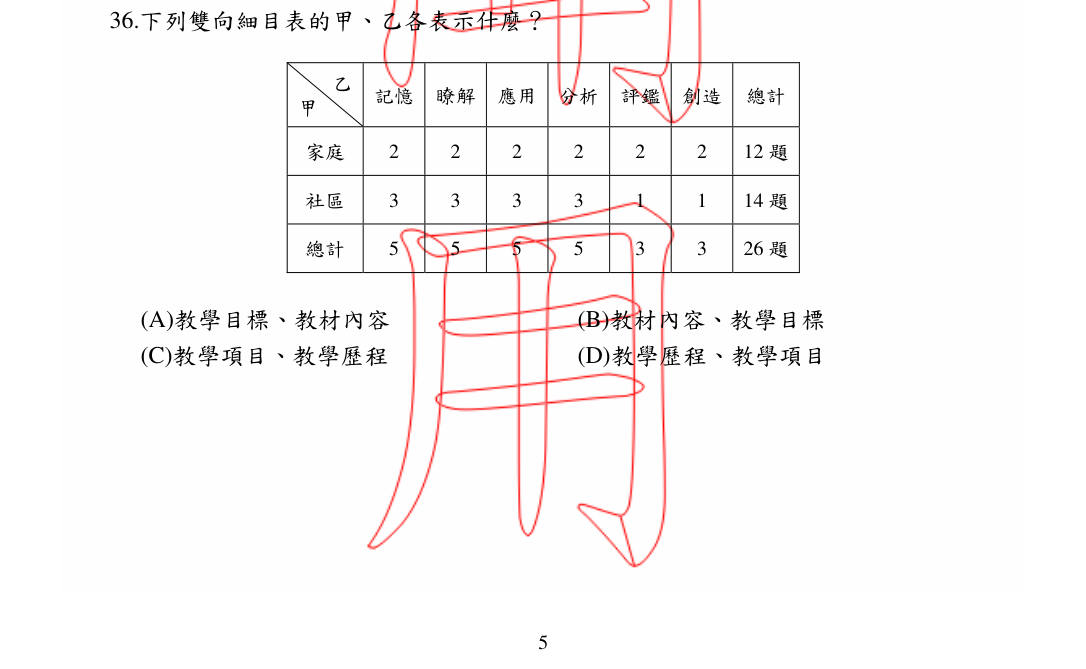 36.下列雙向細目表的甲、乙各表示什麼？
乙
甲 記憶 瞭解 應用 分析 評鑑 創造 總計
家庭 2 2 2 2 2 2 12 題
社區 3 3 3 3 1 1 14 題
總計 5 5 5 5 3 3 26 題
(A)教學目標、教材內容 (B)教材內容、教學目標
(C)教學項目、教學歷程 (D)教學歷程、教學項目
用
5